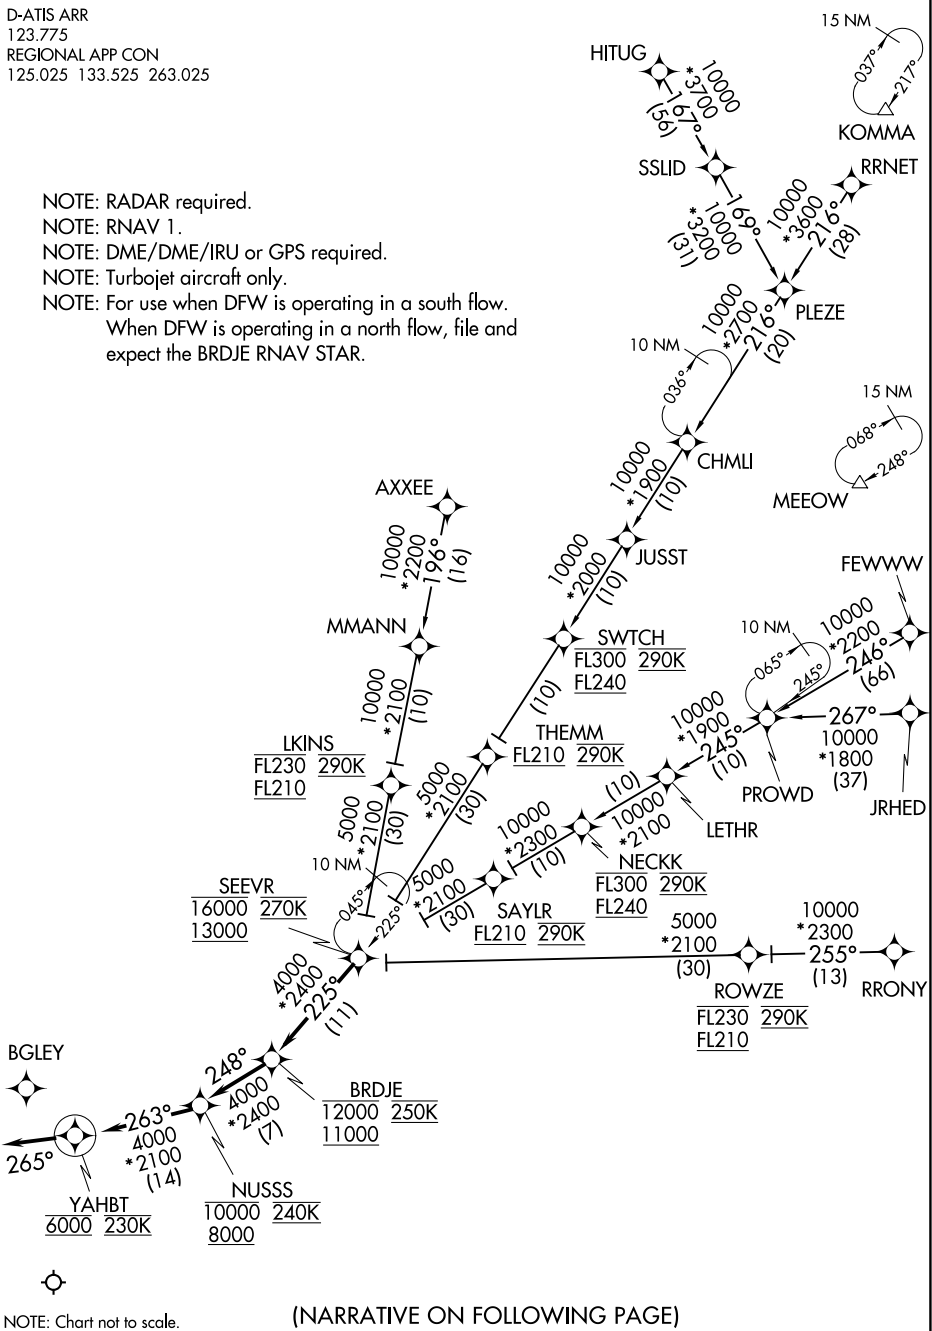 D-ATIS ARR
123.775
REGIONAL APP CON
125.025 133.525 263.025
15 NM
037°
217°
KOMMA
HITUG
10000
*3700
167°
(56)
SSLID
RRNET
169°
10000
*3200
(31)
10000
*3600
216°
(28)
PLEZE
NOTE: RADAR required.
NOTE: RNAV 1.
NOTE: DME/DME/IRU or GPS required.
NOTE: Turbojet aircraft only.
NOTE: For use when DFW is operating in a south flow.
When DFW is operating in a north flow, file and
expect the BRDJE RNAV STAR.
10000
*2700
216°
(20)
10 NM
036°
CHMLI
15 NM
068°
248°
MEEOW
10000
*1900
(10)
JUSST
AXXEE
10000
*2200
196°
(16)
10000
*2000
(10)
FEWWW
MMANN
SWTCH
FL300 290K
FL240
10 NM
065°
245°
10000
*2200
246°
(66)
10000
*2100
(10)
(10)
10000
*1900
245°
(10)
267°
10000
*1800
(37)
PROWD
JRHED
LKINS
FL230 290K
FL210
THEMM
FL210 290K
5000
*2100
(30)
5000
*2100
(30)
(10)
10000
*2100
LETHR
10000
*2300
(10)
NECKK
FL300 290K
FL240
10 NM
045°
225°
SEEVR
16000 270K
13000
5000
*2100
(30)
SAYLR
FL210 290K
5000
*2100
(30)
10000
*2300
255°
(13)
ROWZE
FL230 290K
FL210
RRONY
4000
*2400
225°
(11)
BGLEY
248°
4000
*2400
(7)
BRDJE
12000 250K
11000
263°
4000
*2100
(14)
265°
YAHBT
6000 230K
NUSSS
10000 240K
8000
NOTE: Chart not to scale.
(NARRATIVE ON FOLLOWING PAGE)